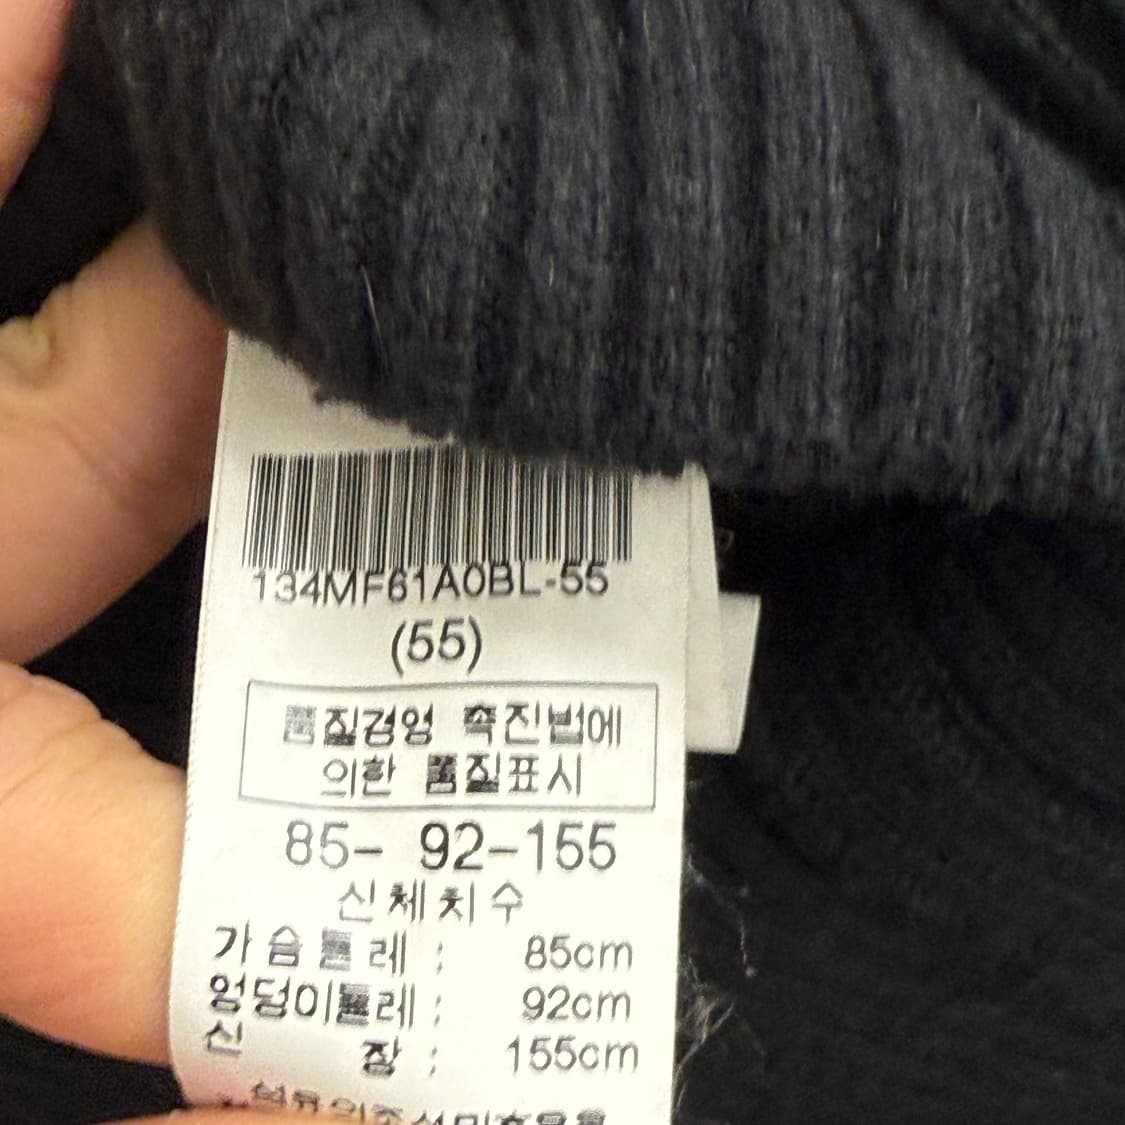 134MF61A0BL-55
(55)
품질경영 촉진법에
의한 품질표시
85- 92-155
신체치수
가슴둘레 : 85cm
엉덩이둘레 : 92cm
신장 : 155cm